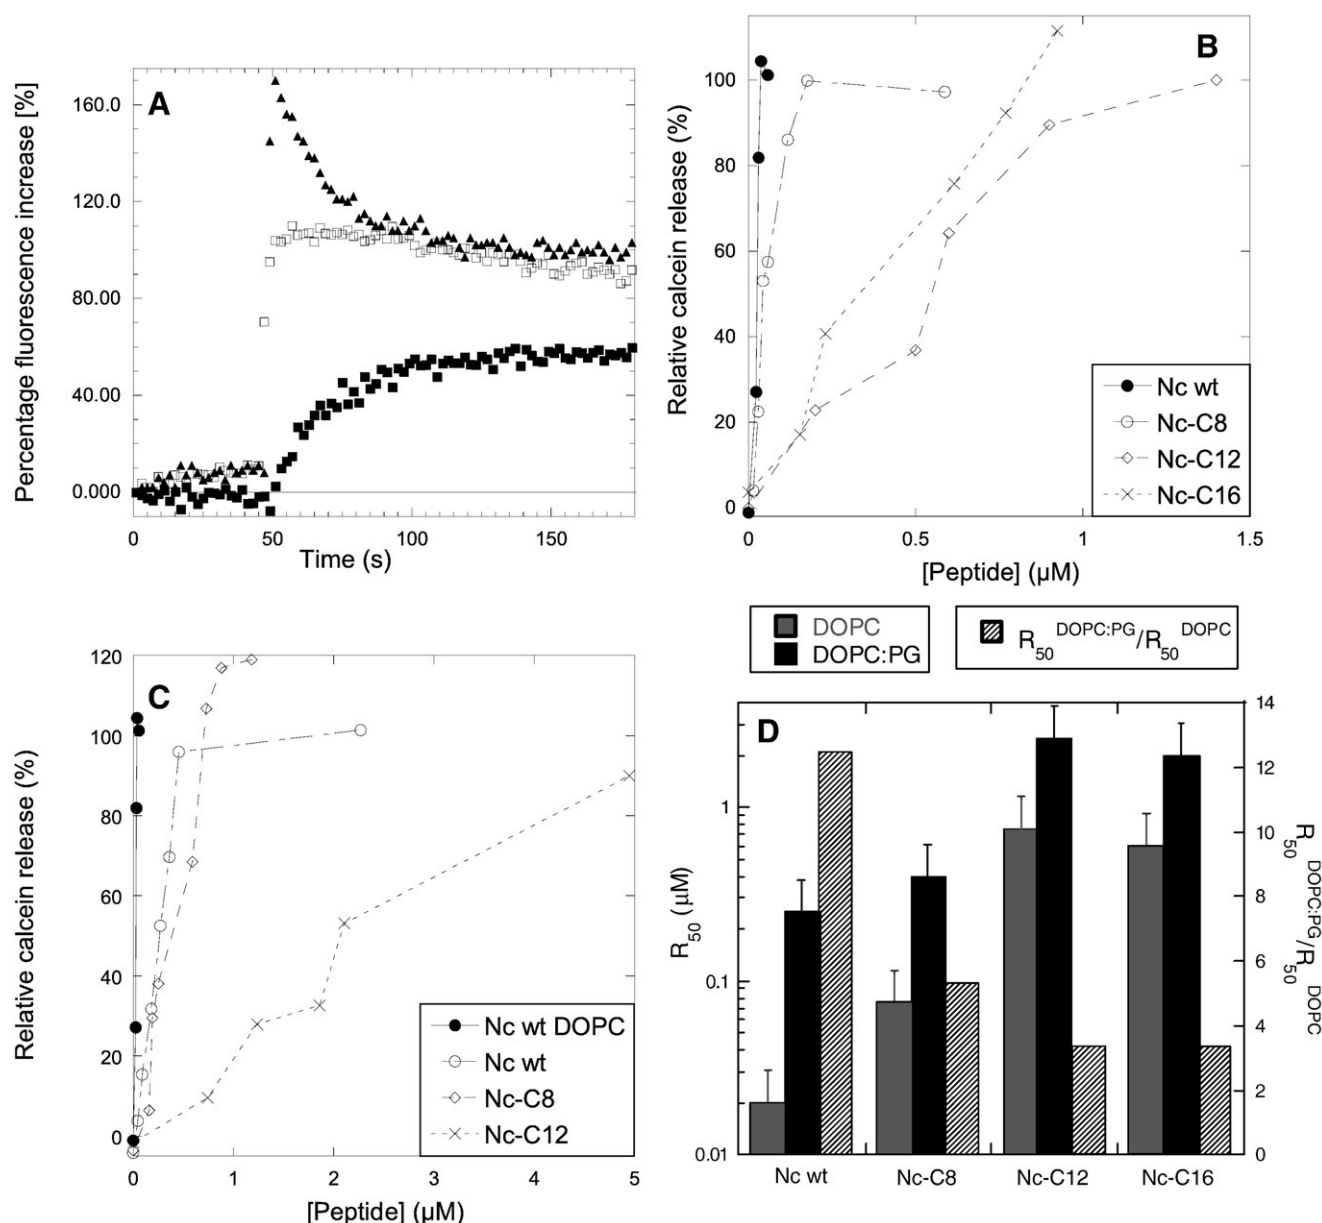 A
Percentage fluorescence increase [%]
160.0
120.0
80.00
40.00
0.000
0 50 100 150
Time (s)
B
Relative calcein release (%)
100
80
60
40
20
0
Nc wt
Nc-C8
Nc-C12
Nc-C16
0 0.5 1 1.5
[Peptide] (µM)
C
Relative calcein release (%)
120
100
80
60
40
20
0
Nc wt DOPC
Nc wt
Nc-C8
Nc-C12
0 1 2 3 4 5
[Peptide] (µM)
DOPC
DOPC:PG
R50 DOPC:PG/R50 DOPC
D
R50 (µM)
1
0.1
0.01
14
12
10
8
6
4
2
0
R50 DOPC:PG/R50 DOPC
Nc wt Nc-C8 Nc-C12 Nc-C16